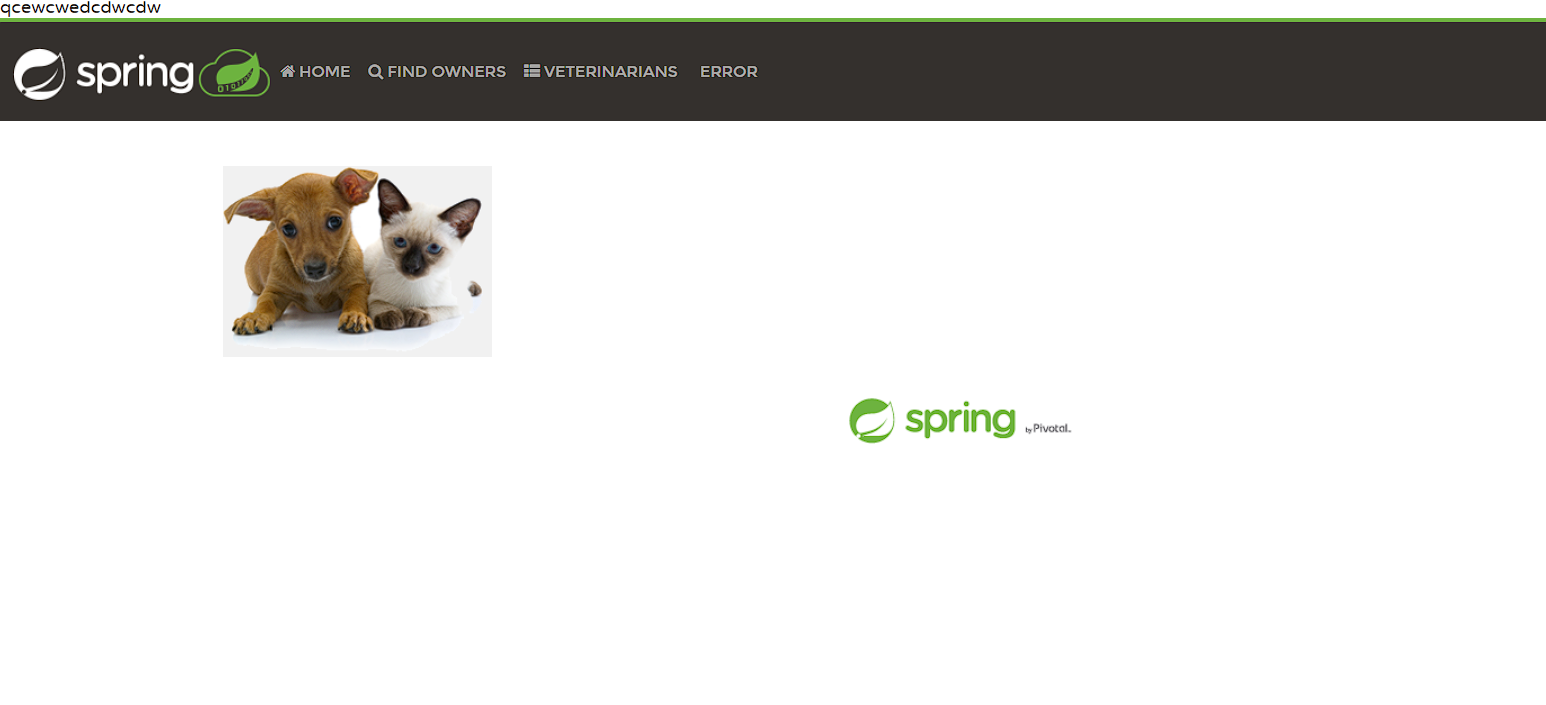 qcewcwedcdwcdw
spring HOME FIND OWNERS VETERINARIANS ERROR
spring by Pivotal